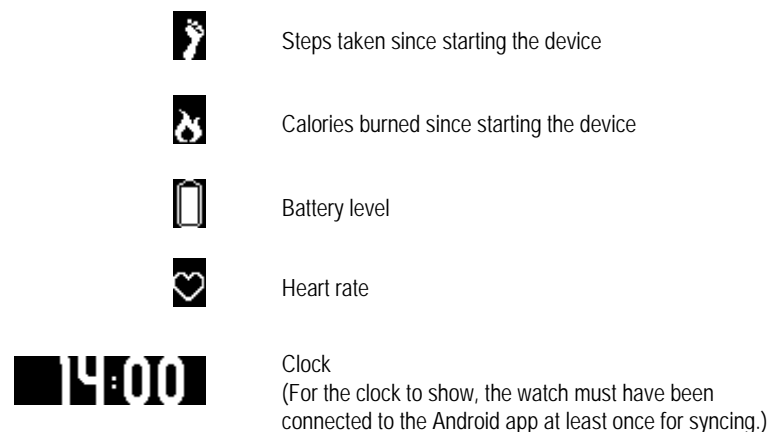 Steps taken since starting the device
Calories burned since starting the device
Battery level
Heart rate
14:00
Clock
(For the clock to show, the watch must have been
connected to the Android app at least once for syncing.)